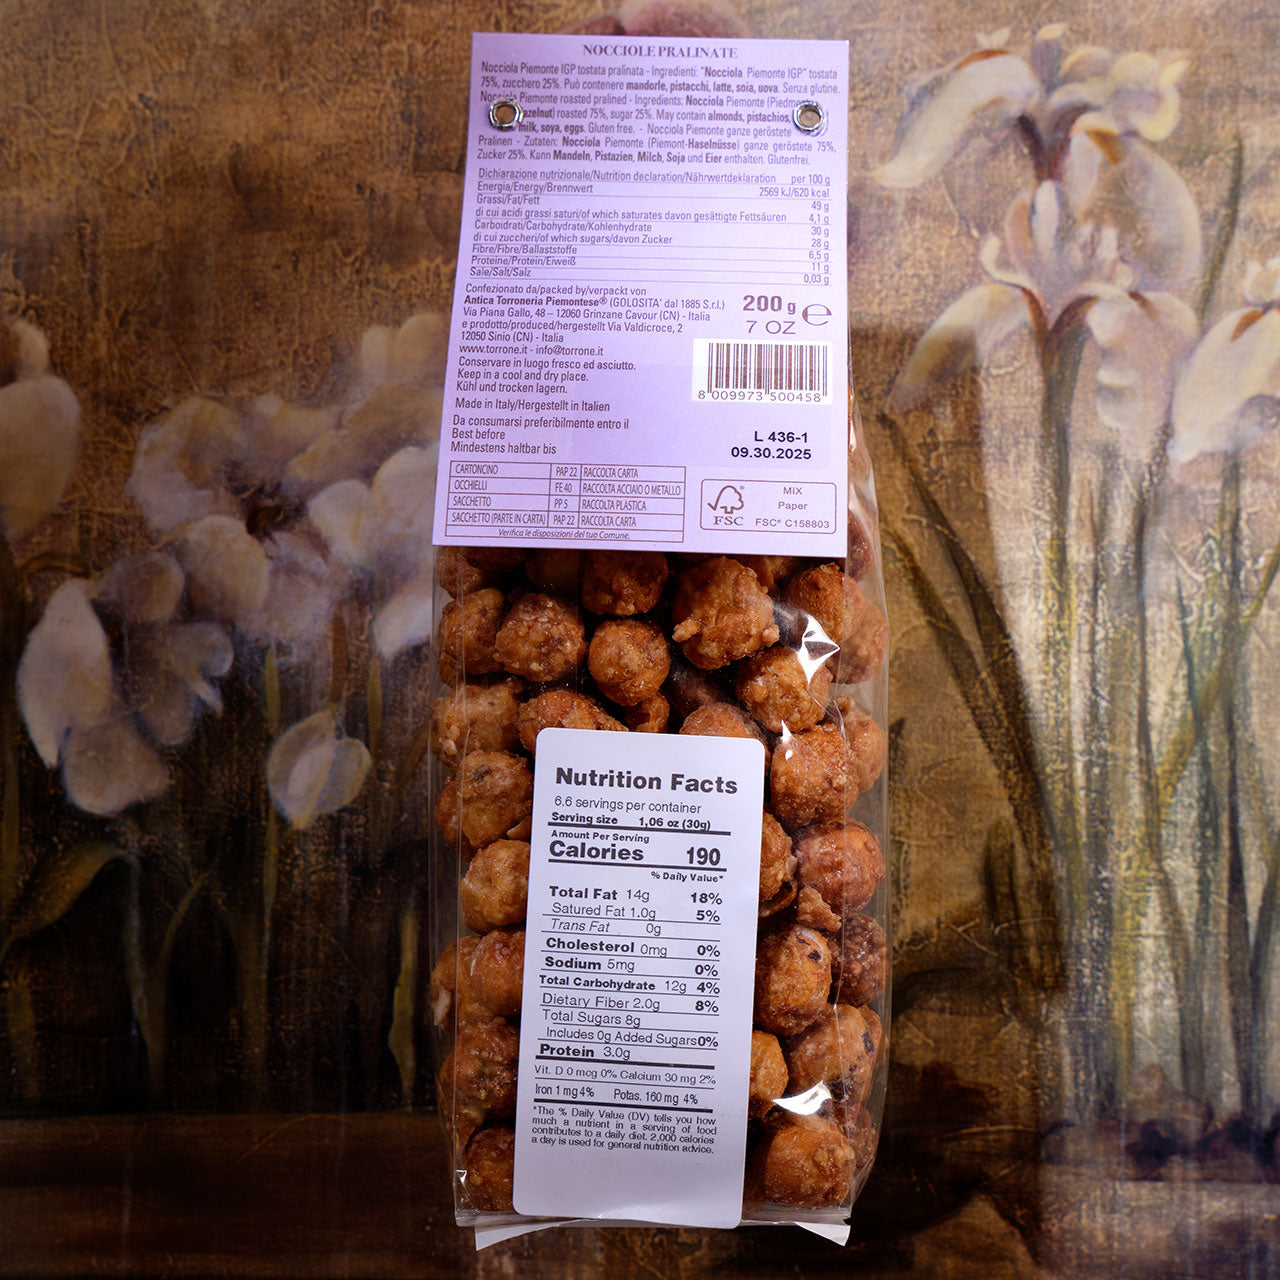 NOCCIOLE PRALINATE
Nocciola Piemonte IGP tostata pralinata - Ingredienti: "Nocciola Piemonte IGP" tostata
75%, zucchero 25%. Può contenere mandorle, pistacchi, latte, soia, uova. Senza glutine.
Nocciola Piemonte roasted pralined - Ingredients: Nocciola Piemonte
roasted 75%, sugar 25%. May contain almonds, pistachios,
milk, soya, eggs. Gluten free. - Nocciola Piemonte ganze geröstete
Pralinen - Zutaten: Nocciola Piemonte (Piemont-Haselnüsse) ganze geröstete 75%,
Zucker 25%. Kann Mandeln, Pistazien, Milch, Soja und Eier enthalten. Glutenfrei.
Dichiarazione nutrizionale/Nutrition declaration/Nährwertdeklaration per 100 g
Energia/Energy/Brennwert 2569 kJ/620 kcal
Grassi/Fat/Fett 49 g
di cui acidi grassi saturi/of which saturates davon gesättigte Fettsäuren 4,1 g
Carboidrati/Carbohydrate/Kohlenhydrate 30 g
di cui zuccheri/of which sugars/davon Zucker 28 g
Fibre/Fibre/Ballaststoffe 6,5 g
Proteine/Protein/Eiweiß 11 g
Sale/Salt/Salz 0,03 g
Confezionato da/packed by/verpackt von
Antica Torroneria Piemontese® (GOLOSITA' dal 1885 S.r.l.)
Via Piana Gallo, 48 – 12060 Grinzane Cavour (CN) - Italia
e prodotto/produced/hergestellt Via Valdicroce, 2
12050 Sinio (CN) - Italia
www.torrone.it - info@torrone.it
Conservare in luogo fresco ed asciutto.
Keep in a cool and dry place.
Kühl und trocken lagern.
Made in Italy/Hergestellt in Italien
Da consumarsi preferibilmente entro il
Best before
Mindestens haltbar bis
200 g ℮
7 OZ
8 009973 500458
L 436-1
09.30.2025
CARTONCINO PAP 22 RACCOLTA CARTA
OCCHIELLI FE 40 RACCOLTA ACCIAIO O METALLO
SACCHETTO PP 5 RACCOLTA PLASTICA
SACCHETTO (PARTE IN CARTA) PAP 22 RACCOLTA CARTA
Verifica le disposizioni del tuo Comune.
FSC
MIX
Paper
FSC® C158803
Nutrition Facts
6.6 servings per container
Serving size 1,06 oz (30g)
Amount Per Serving
Calories 190
% Daily Value*
Total Fat 14g 18%
Satured Fat 1.0g 5%
Trans Fat 0g
Cholesterol 0mg 0%
Sodium 5mg 0%
Total Carbohydrate 12g 4%
Dietary Fiber 2.0g 8%
Total Sugars 8g
Includes 0g Added Sugars 0%
Protein 3.0g
Vit. D 0 mcg 0% Calcium 30 mg 2%
Iron 1 mg 4% Potas. 160 mg 4%
*The % Daily Value (DV) tells you how
much a nutrient in a serving of food
contributes to a daily diet. 2,000 calories
a day is used for general nutrition advice.